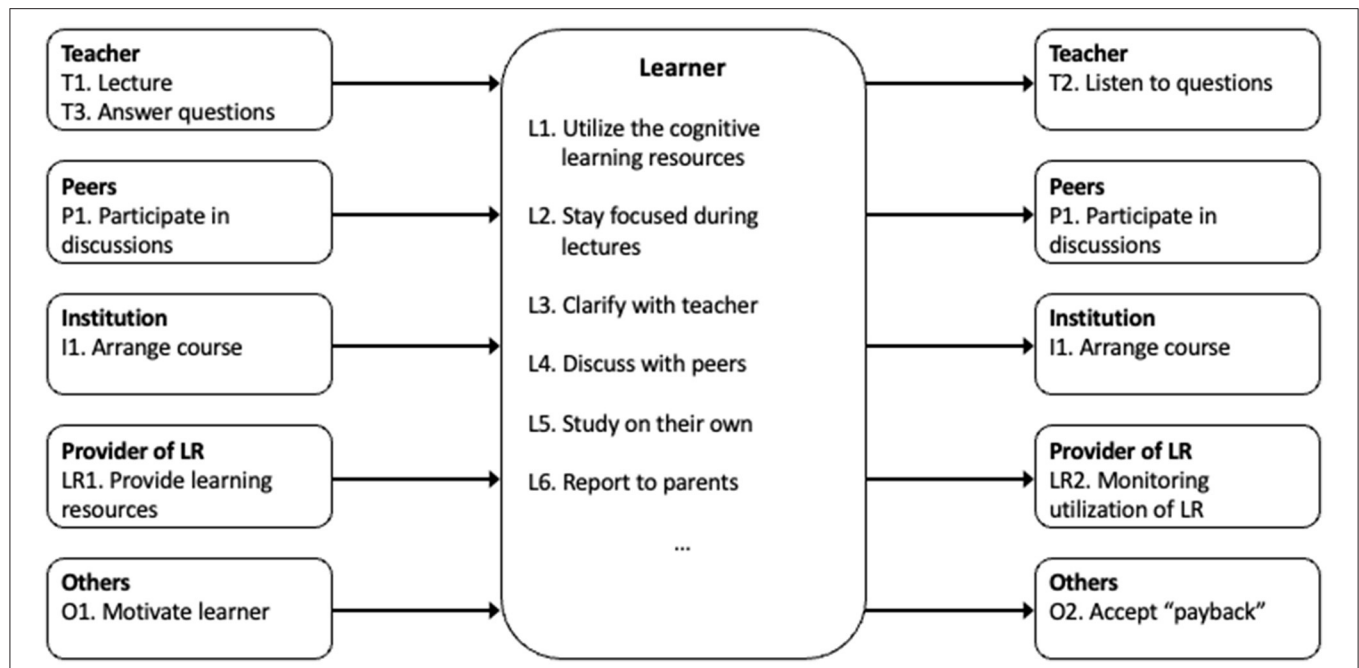 Teacher
T1. Lecture
T3. Answer questions
Peers
P1. Participate in
discussions
Institution
I1. Arrange course
Provider of LR
LR1. Provide learning
resources
Others
O1. Motivate learner
Learner
L1. Utilize the cognitive
learning resources
L2. Stay focused during
lectures
L3. Clarify with teacher
L4. Discuss with peers
L5. Study on their own
L6. Report to parents
...
Teacher
T2. Listen to questions
Peers
P1. Participate in
discussions
Institution
I1. Arrange course
Provider of LR
LR2. Monitoring
utilization of LR
Others
O2. Accept “payback”